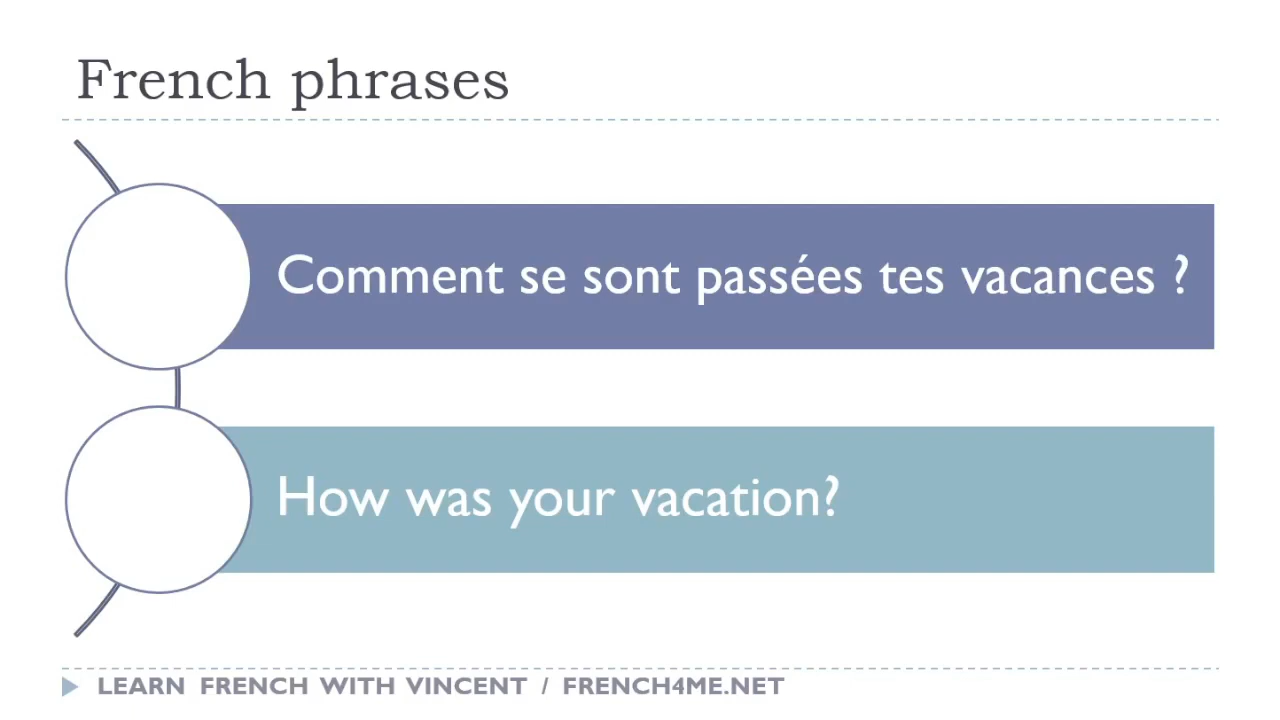 French phrases
Comment se sont passées tes vacances ?
How was your vacation?
LEARN FRENCH WITH VINCENT / FRENCH4ME.NET